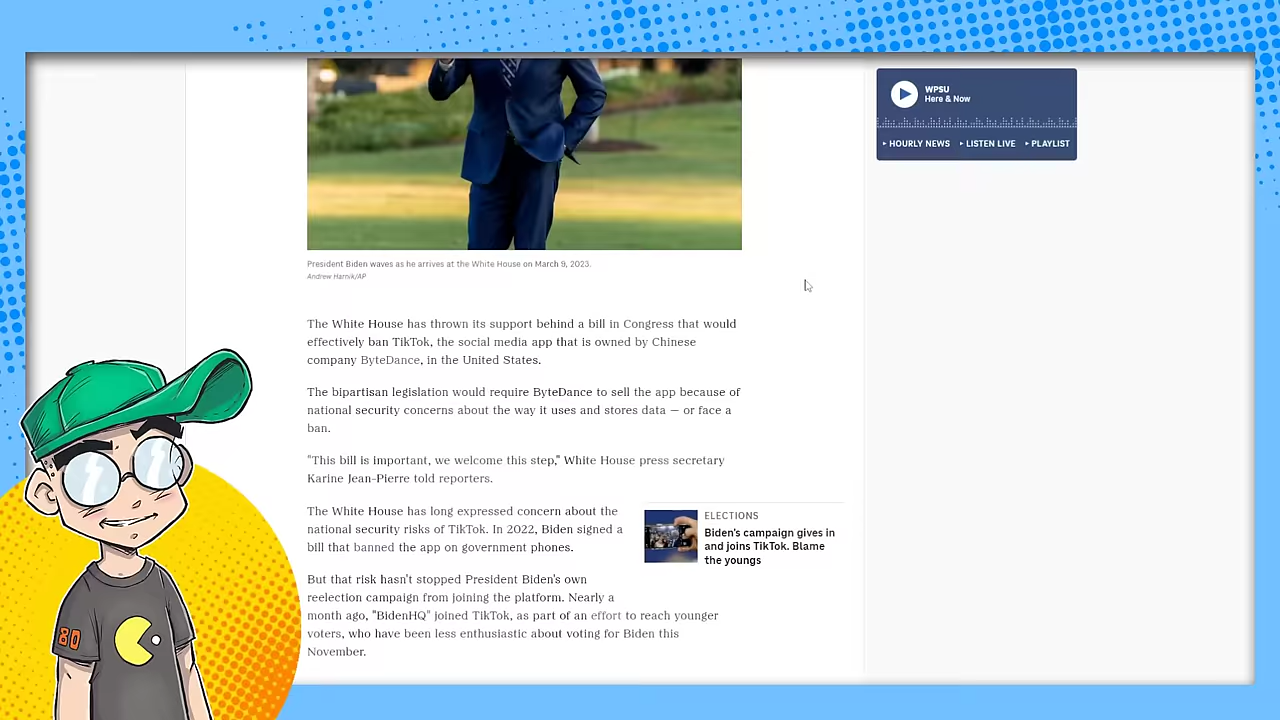 WPSU
Here & Now
HOURLY NEWS
LISTEN LIVE
PLAYLIST
President Biden waves as he arrives at the White House on March 9, 2023.
Andrew Harnik/AP
The White House has thrown its support behind a bill in Congress that would
effectively ban TikTok, the social media app that is owned by Chinese
company ByteDance, in the United States.
The bipartisan legislation would require ByteDance to sell the app because of
national security concerns about the way it uses and stores data — or face a
ban.
"This bill is important, we welcome this step," White House press secretary
Karine Jean-Pierre told reporters.
The White House has long expressed concern about the
national security risks of TikTok. In 2022, Biden signed a
bill that banned the app on government phones.
ELECTIONS
Biden's campaign gives in
and joins TikTok. Blame
the youngs
But that risk hasn't stopped President Biden's own
reelection campaign from joining the platform. Nearly a
month ago, "BidenHQ" joined TikTok, as part of an effort to reach younger
voters, who have been less enthusiastic about voting for Biden this
November.
80